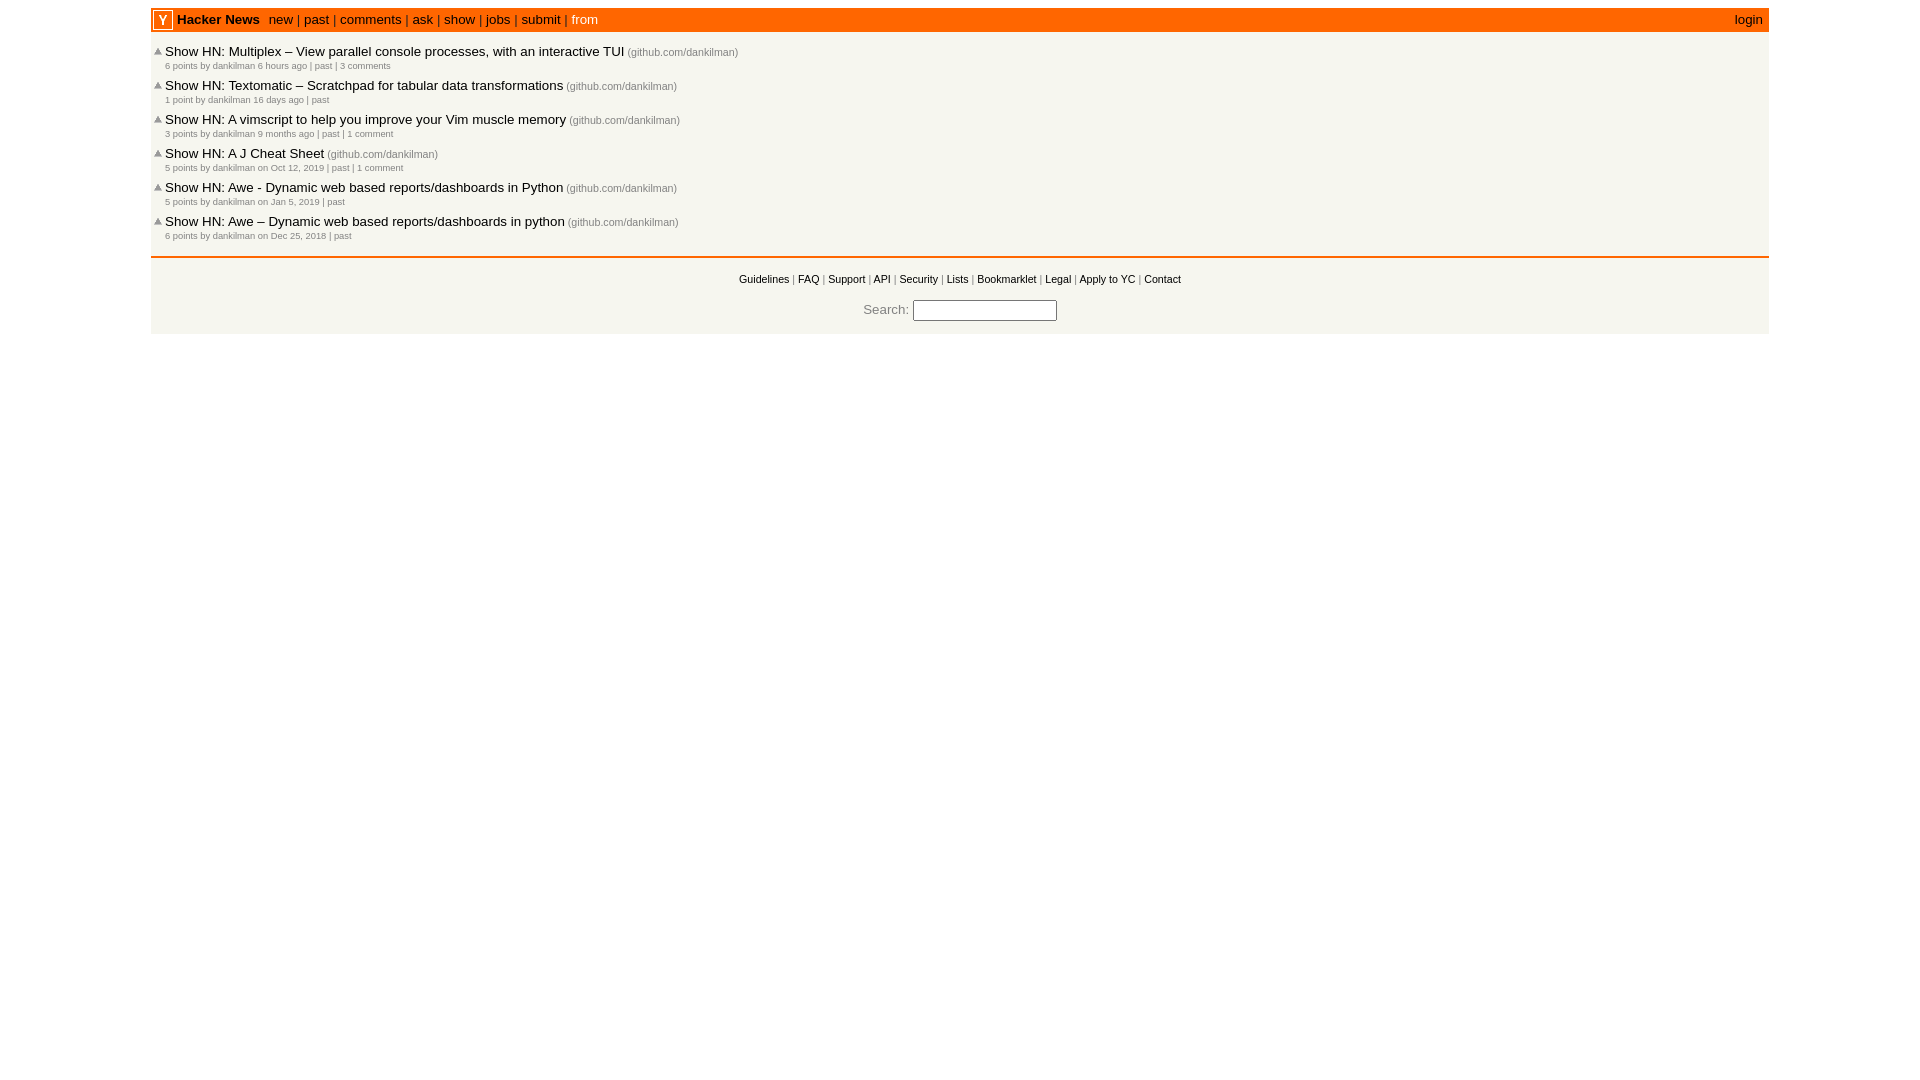 Y Hacker News new | past | comments | ask | show | jobs | submit | from login
Show HN: Multiplex – View parallel console processes, with an interactive TUI (github.com/dankilman)
6 points by dankilman 6 hours ago | past | 3 comments
Show HN: Textomatic – Scratchpad for tabular data transformations (github.com/dankilman)
1 point by dankilman 16 days ago | past
Show HN: A vimscript to help you improve your Vim muscle memory (github.com/dankilman)
3 points by dankilman 9 months ago | past | 1 comment
Show HN: A J Cheat Sheet (github.com/dankilman)
5 points by dankilman on Oct 12, 2019 | past | 1 comment
Show HN: Awe - Dynamic web based reports/dashboards in Python (github.com/dankilman)
5 points by dankilman on Jan 5, 2019 | past
Show HN: Awe – Dynamic web based reports/dashboards in python (github.com/dankilman)
6 points by dankilman on Dec 25, 2018 | past
Guidelines | FAQ | Support | API | Security | Lists | Bookmarklet | Legal | Apply to YC | Contact
Search: